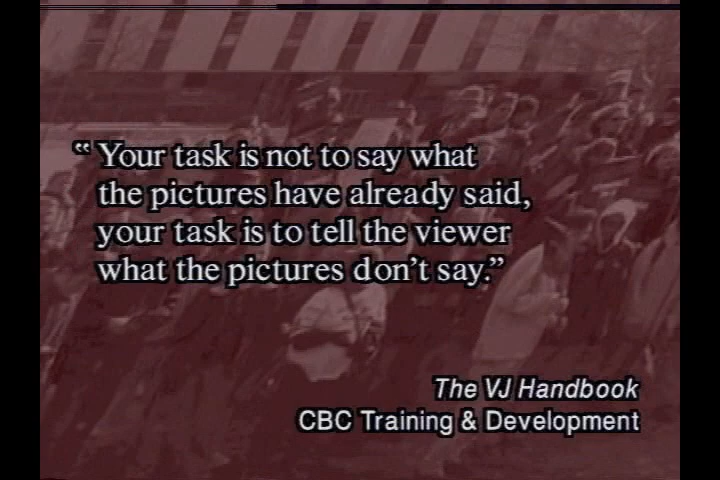 “ Your task is not to say what
the pictures have already said,
your task is to tell the viewer
what the pictures don’t say.”
The VJ Handbook
CBC Training & Development